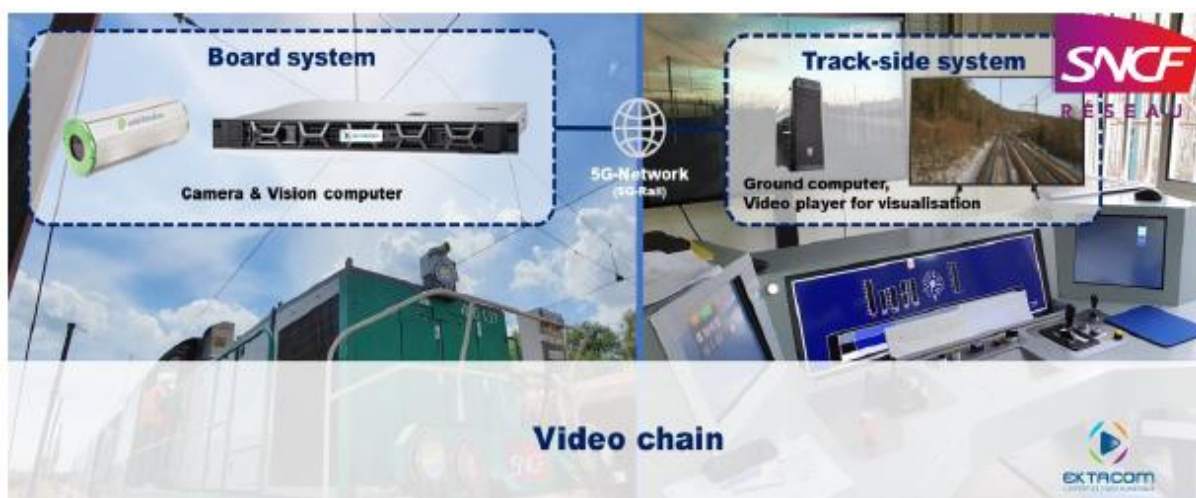 Board system
Camera & Vision computer
5G-Network
(5G-Rail)
Track-side system
Ground computer,
Video player for visualisation
SNCF
RÉSEAU
Video chain
EKTACOM